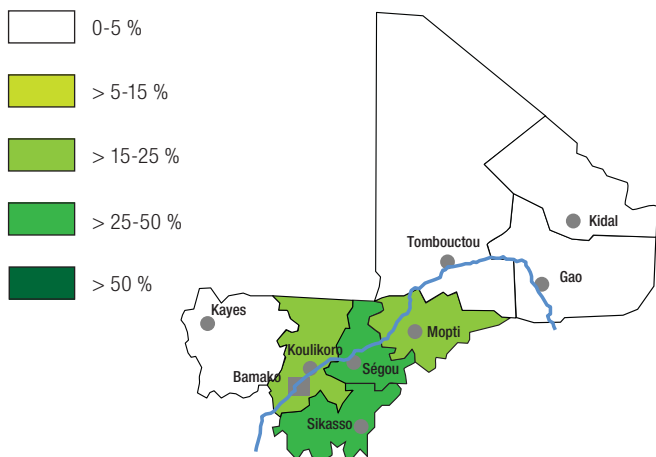 0-5 %
> 5-15 %
> 15-25 %
> 25-50 %
> 50 %
Kidal
Tombouctou
Gao
Kayes
Mopti
Koulikoro
Ségou
Bamako
Sikasso